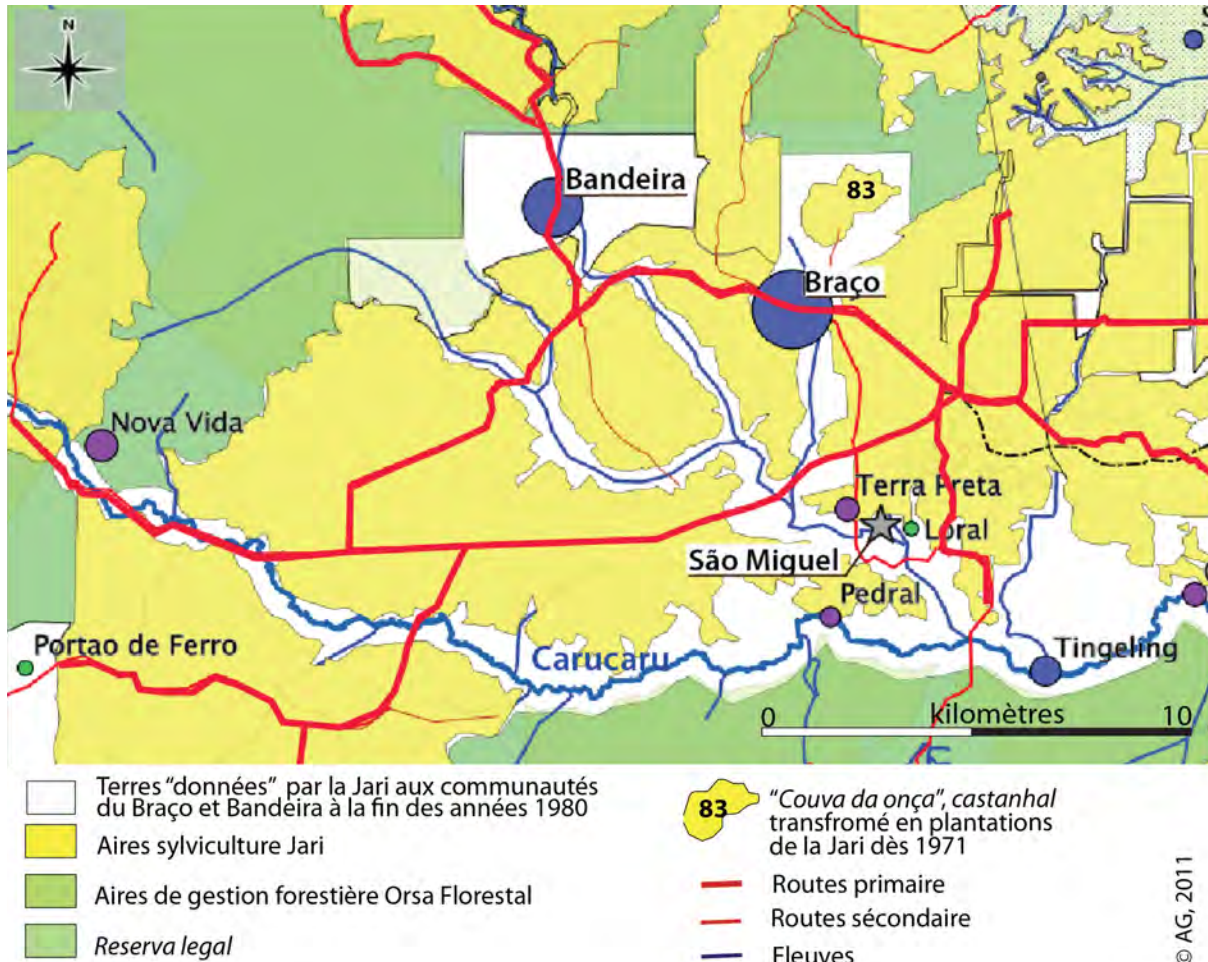 N
Bandeira
83
Braço
Nova Vida
Terra Preta
Loral
São Miguel
Pedral
Portao de Ferro
Carucaru
Tingeling
0 kilomètres 10
Terres "données" par la Jari aux communautés
du Braço et Bandeira à la fin des années 1980
Aires sylviculture Jari
Aires de gestion forestière Orsa Florestal
Reserva legal
83
"Couva da onça", castanhal
transfromé en plantations
de la Jari dès 1971
Routes primaire
Routes sécondaire
Fleuves
© AG, 2011